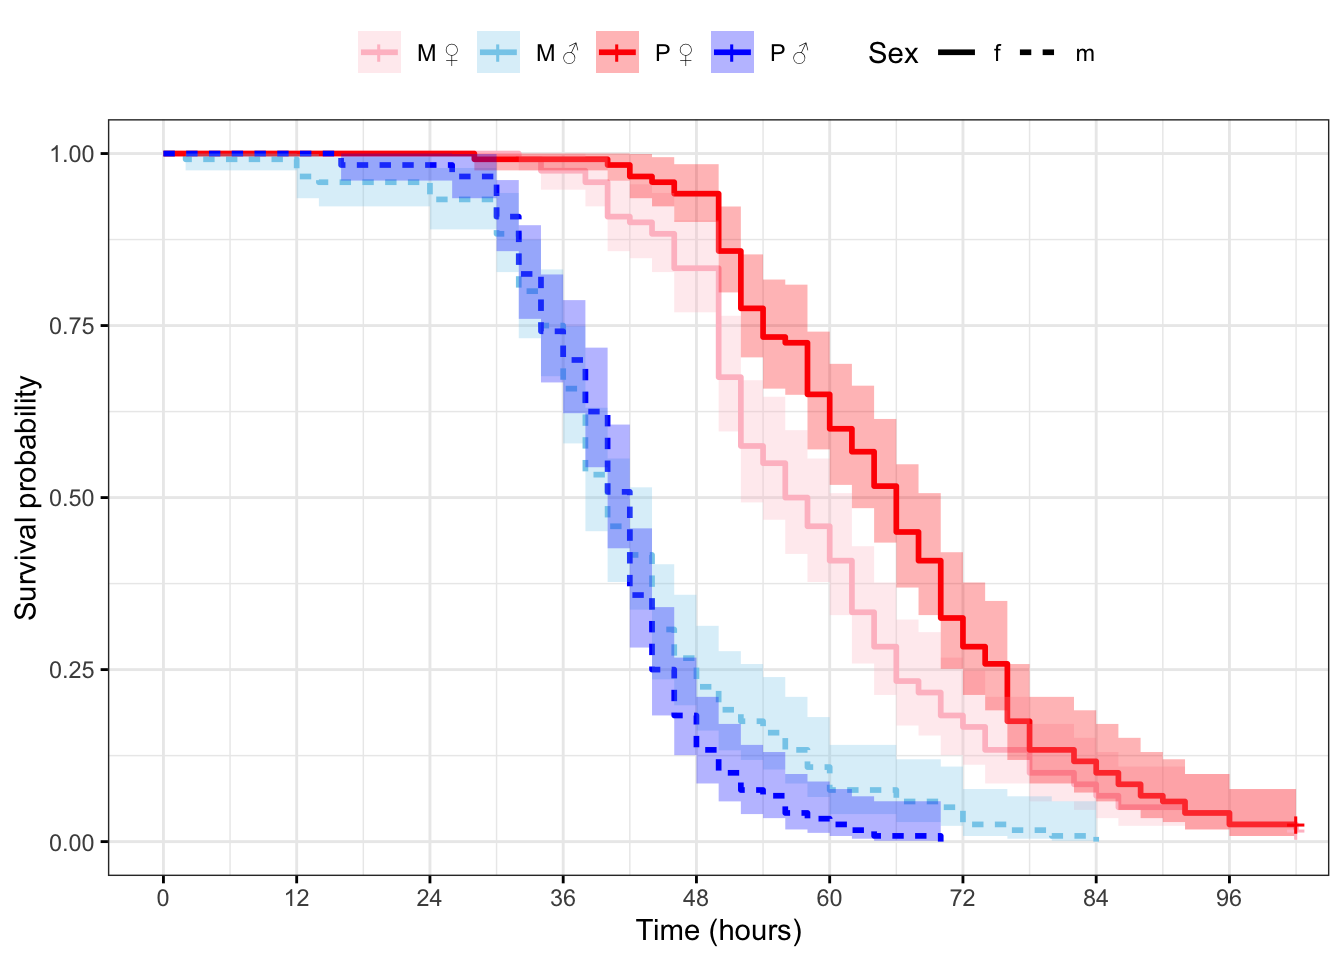 M ♀ M ♂ P ♀ P ♂ Sex f m
1.00
0.75
0.50
0.25
0.00
Survival probability
0 12 24 36 48 60 72 84 96
Time (hours)